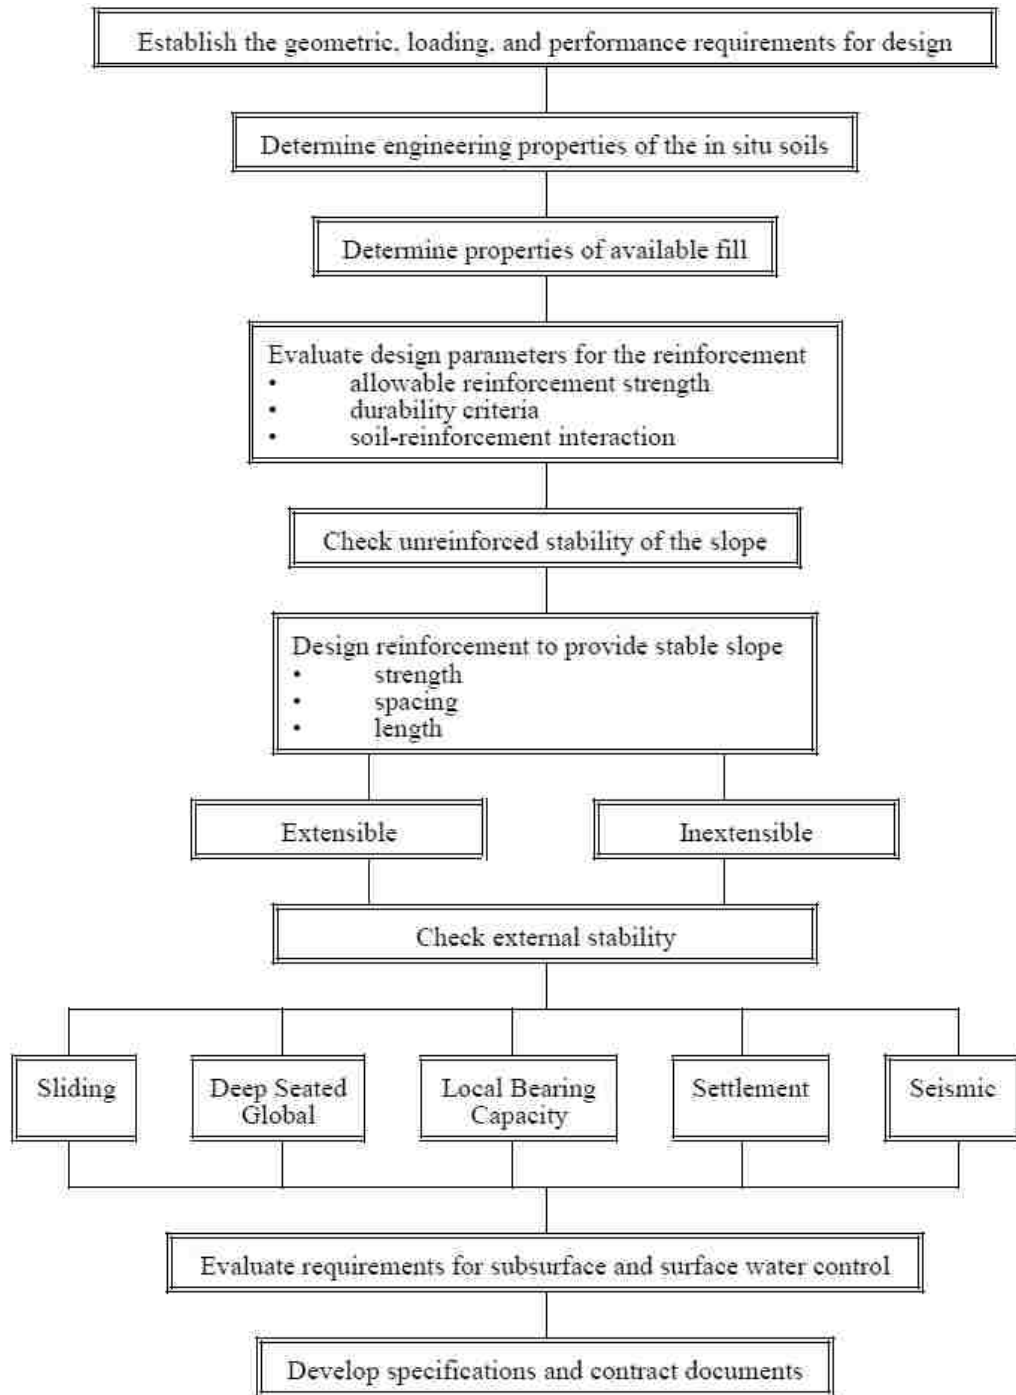 Establish the geometric, loading, and performance requirements for design
Determine engineering properties of the in situ soils
Determine properties of available fill
Evaluate design parameters for the reinforcement
• allowable reinforcement strength
• durability criteria
• soil-reinforcement interaction
Check unreinforced stability of the slope
Design reinforcement to provide stable slope
• strength
• spacing
• length
Extensible
Inextensible
Check external stability
Sliding
Deep Seated
Global
Local Bearing
Capacity
Settlement
Seismic
Evaluate requirements for subsurface and surface water control
Develop specifications and contract documents